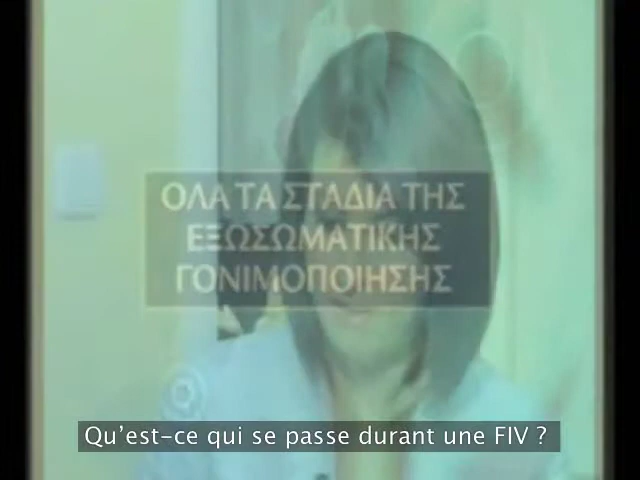 ΟΛΑ ΤΑ ΣΤΑΔΙΑ ΤΗΣ
ΕΞΩΣΩΜΑΤΙΚΗΣ
ΓΟΝΙΜΟΠΟΙΗΣΗΣ
Qu’est-ce qui se passe durant une FIV ?